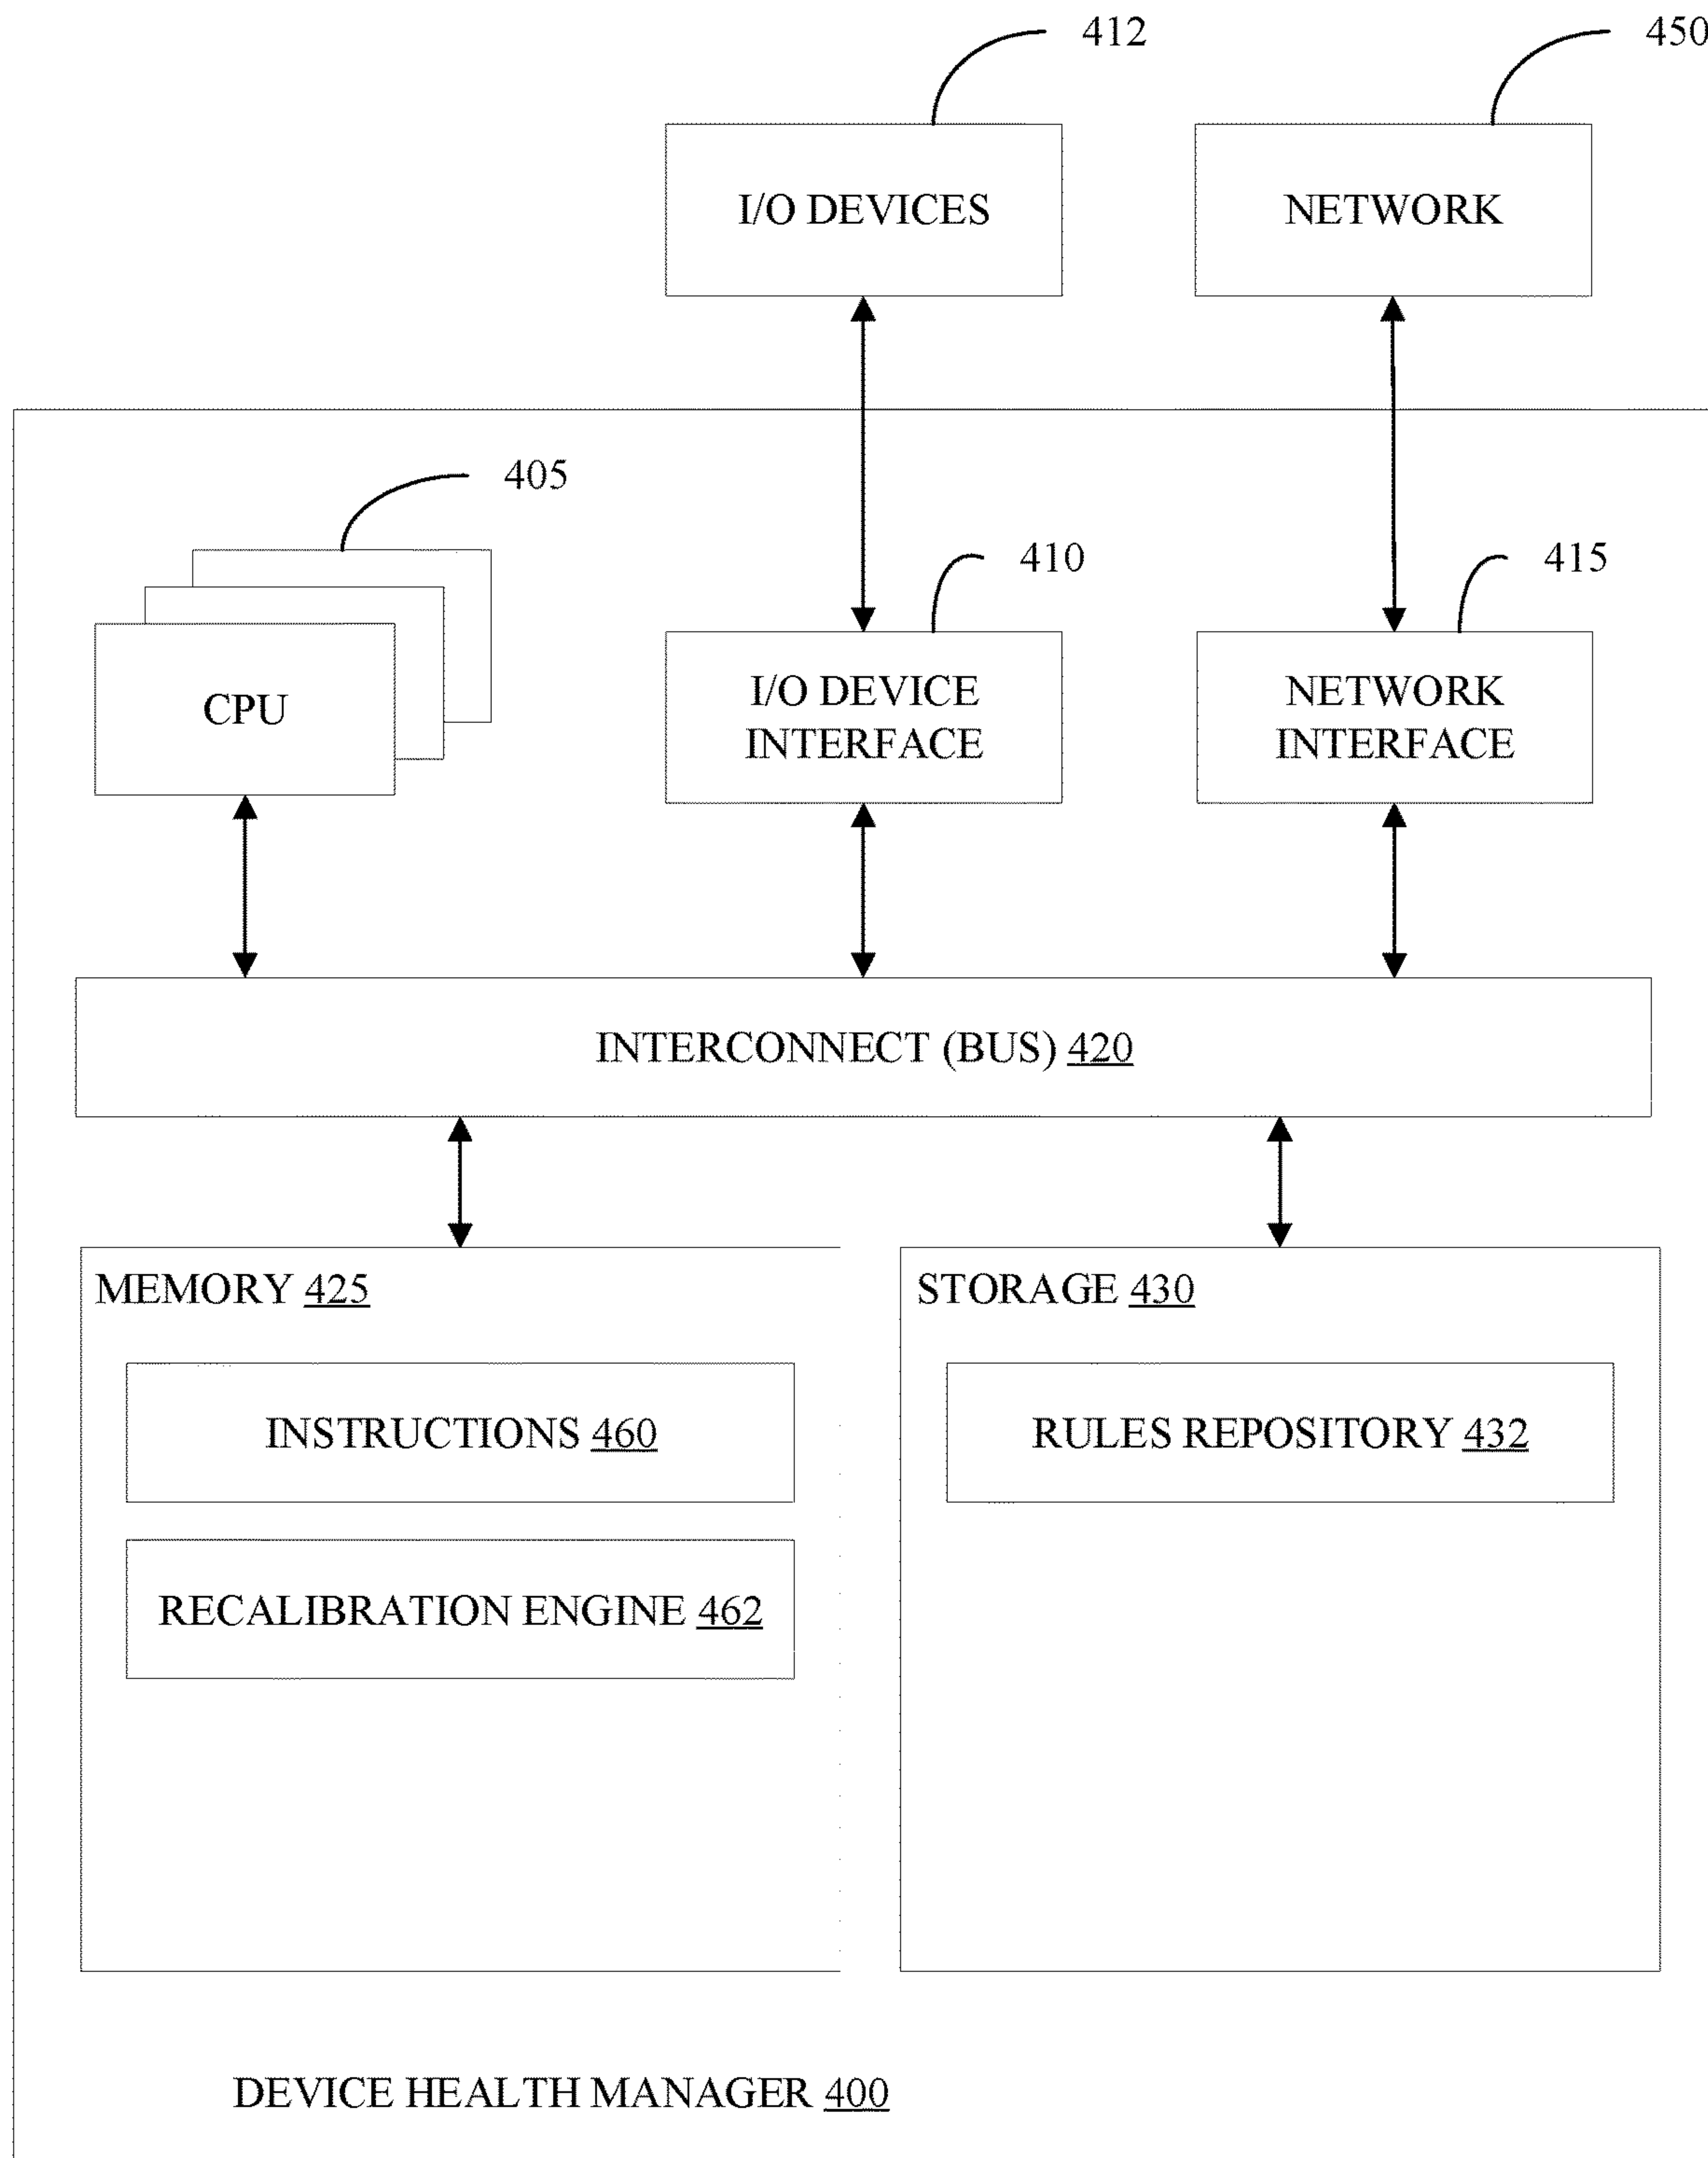 412
450
I/O DEVICES
NETWORK
405
410
415
CPU
I/O DEVICE
INTERFACE
NETWORK
INTERFACE
INTERCONNECT (BUS) 420
MEMORY 425
STORAGE 430
INSTRUCTIONS 460
RULES REPOSITORY 432
RECALIBRATION ENGINE 462
DEVICE HEALTH MANAGER 400